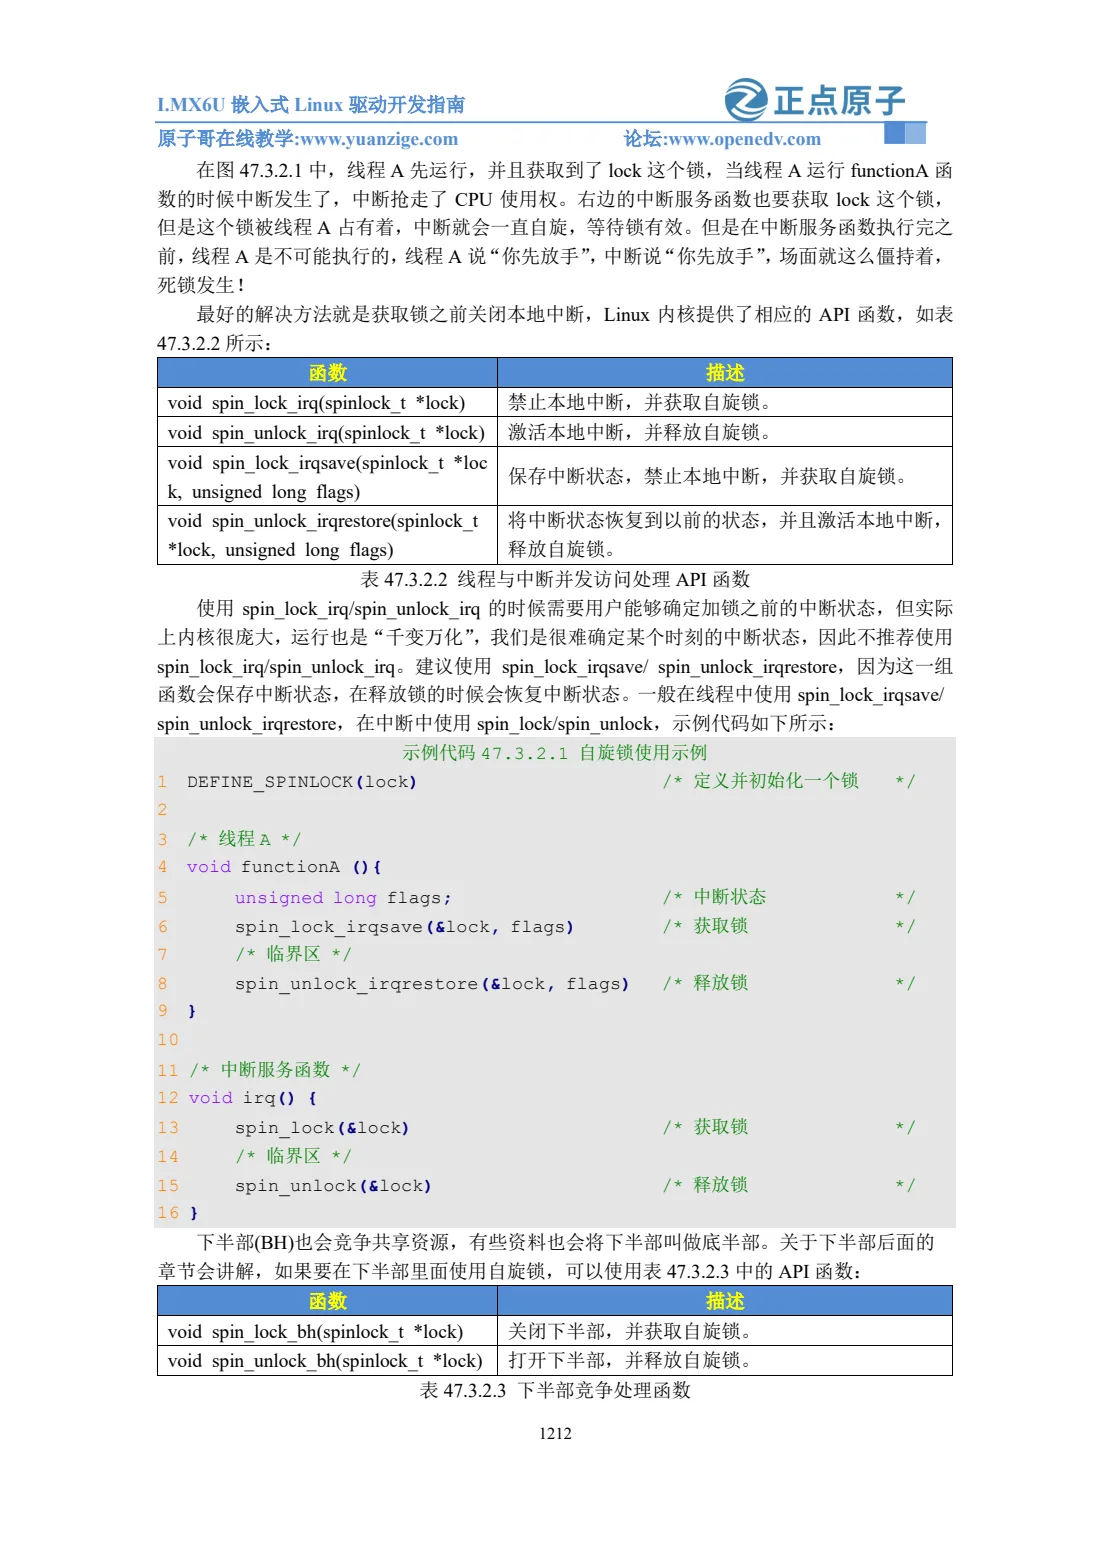 I.MX6U 嵌入式 Linux 驱动开发指南
正点原子
原子哥在线教学:www.yuanzige.com 论坛:www.openedv.com
在图 47.3.2.1 中，线程 A 先运行，并且获取到了 lock 这个锁，当线程 A 运行 functionA 函
数的时候中断发生了，中断抢走了 CPU 使用权。右边的中断服务函数也要获取 lock 这个锁，
但是这个锁被线程 A 占有着，中断就会一直自旋，等待锁有效。但是在中断服务函数执行完之
前，线程 A 是不可能执行的，线程 A 说“你先放手”，中断说“你先放手”，场面就这么僵持着，
死锁发生！
最好的解决方法就是获取锁之前关闭本地中断，Linux 内核提供了相应的 API 函数，如表
47.3.2.2 所示：
函数 描述
void spin_lock_irq(spinlock_t *lock) 禁止本地中断，并获取自旋锁。
void spin_unlock_irq(spinlock_t *lock) 激活本地中断，并释放自旋锁。
void spin_lock_irqsave(spinlock_t *loc
k, unsigned long flags)
保存中断状态，禁止本地中断，并获取自旋锁。
void spin_unlock_irqrestore(spinlock_t
*lock, unsigned long flags)
将中断状态恢复到以前的状态，并且激活本地中断，
释放自旋锁。
表 47.3.2.2 线程与中断并发访问处理 API 函数
使用 spin_lock_irq/spin_unlock_irq 的时候需要用户能够确定加锁之前的中断状态，但实际
上内核很庞大，运行也是“千变万化”，我们是很难确定某个时刻的中断状态，因此不推荐使用
spin_lock_irq/spin_unlock_irq。建议使用 spin_lock_irqsave/ spin_unlock_irqrestore，因为这一组
函数会保存中断状态，在释放锁的时候会恢复中断状态。一般在线程中使用 spin_lock_irqsave/
spin_unlock_irqrestore，在中断中使用 spin_lock/spin_unlock，示例代码如下所示：
示例代码 47.3.2.1 自旋锁使用示例
1 DEFINE_SPINLOCK(lock) /* 定义并初始化一个锁 */
2
3 /* 线程 A */
4 void functionA (){
5 unsigned long flags; /* 中断状态 */
6 spin_lock_irqsave(&lock, flags) /* 获取锁 */
7 /* 临界区 */
8 spin_unlock_irqrestore(&lock, flags) /* 释放锁 */
9 }
10
11 /* 中断服务函数 */
12 void irq() {
13 spin_lock(&lock) /* 获取锁 */
14 /* 临界区 */
15 spin_unlock(&lock) /* 释放锁 */
16 }
下半部(BH)也会竞争共享资源，有些资料也会将下半部叫做底半部。关于下半部后面的
章节会讲解，如果要在下半部里面使用自旋锁，可以使用表 47.3.2.3 中的 API 函数：
函数 描述
void spin_lock_bh(spinlock_t *lock) 关闭下半部，并获取自旋锁。
void spin_unlock_bh(spinlock_t *lock) 打开下半部，并释放自旋锁。
表 47.3.2.3 下半部竞争处理函数
1212